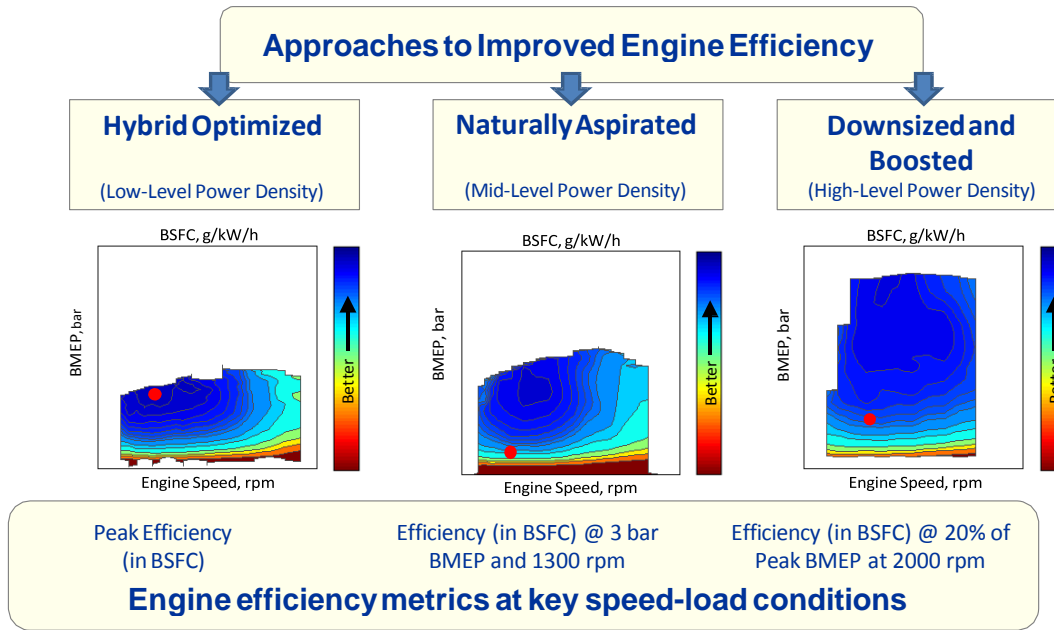 Approaches to Improved Engine Efficiency
Hybrid Optimized
(Low-Level Power Density)
Naturally Aspirated
(Mid-Level Power Density)
Downsized and
Boosted
(High-Level Power Density)
BSFC, g/kW/h
BMEP, bar
Better
Engine Speed, rpm
BSFC, g/kW/h
BMEP, bar
Better
Engine Speed, rpm
BSFC, g/kW/h
BMEP, bar
Better
Engine Speed, rpm
Peak Efficiency
(in BSFC)
Efficiency (in BSFC) @ 3 bar
BMEP and 1300 rpm
Efficiency (in BSFC) @ 20% of
Peak BMEP at 2000 rpm
Engine efficiency metrics at key speed-load conditions